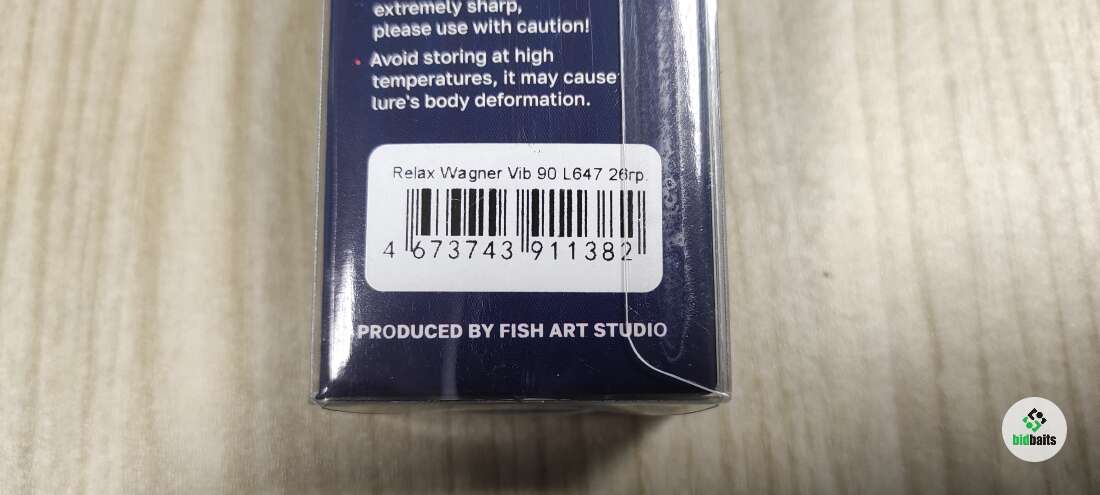 extremely sharp,
please use with caution!
• Avoid storing at high
temperatures, it may cause
lure's body deformation.
Relax Wagner Vib 90 L647 26гр.
4 673743 911382
PRODUCED BY FISH ART STUDIO
bidbaits